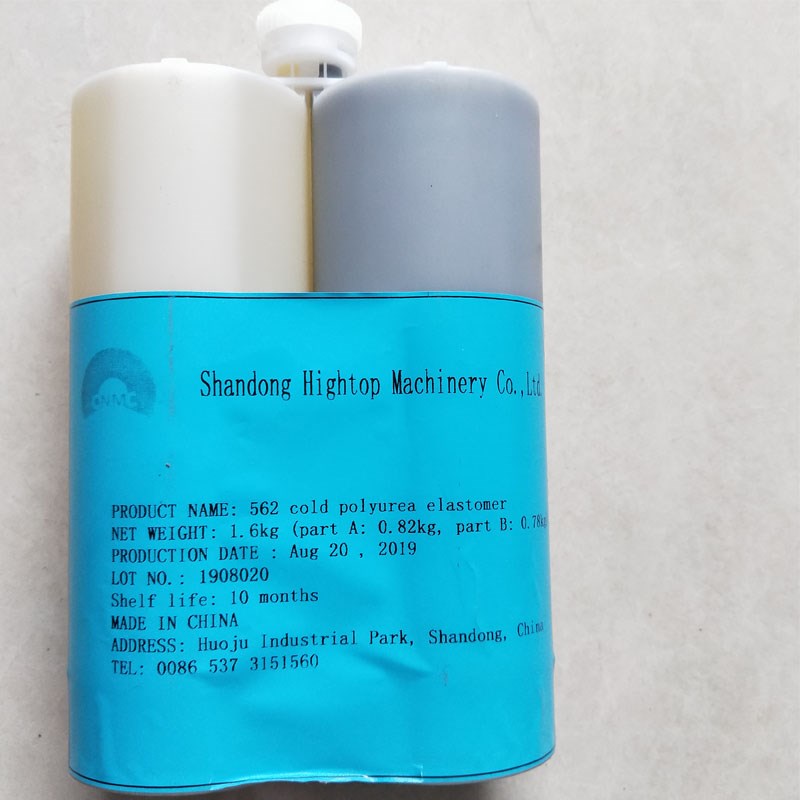 CNMC
Shandong Hightop Machinery Co.,Ltd
PRODUCT NAME: 562 cold polyurea elastomer
NET WEIGHT: 1.6kg (part A: 0.82kg, part B: 0.78kg
PRODUCTION DATE : Aug 20 , 2019
LOT NO.: 1908020
Shelf life: 10 months
MADE IN CHINA
ADDRESS: Huoju Industrial Park, Shandong, China
TEL: 0086 537 3151560